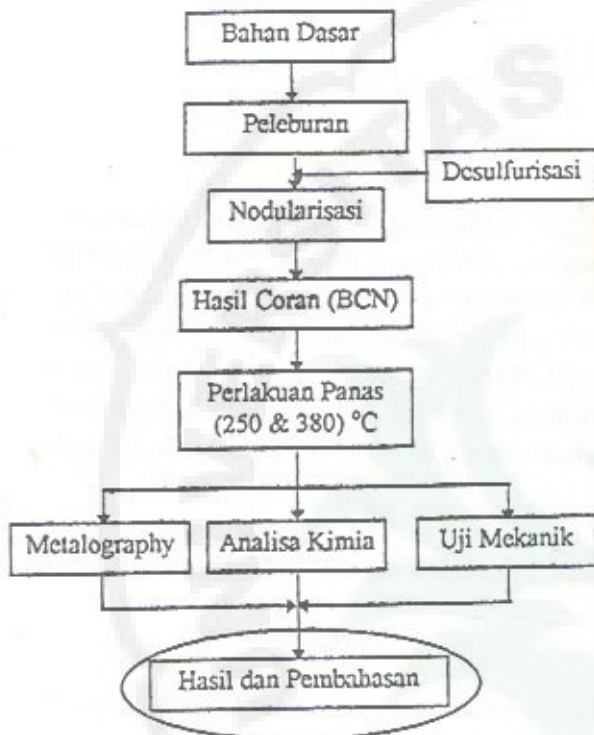 Bahan Dasar
Peleburan
Desulfurisasi
Nodularisasi
Hasil Coran (BCN)
Perlakuan Panas
(250 & 380) °C
Metalography
Analisa Kimia
Uji Mekanik
Hasil dan Pembahasan